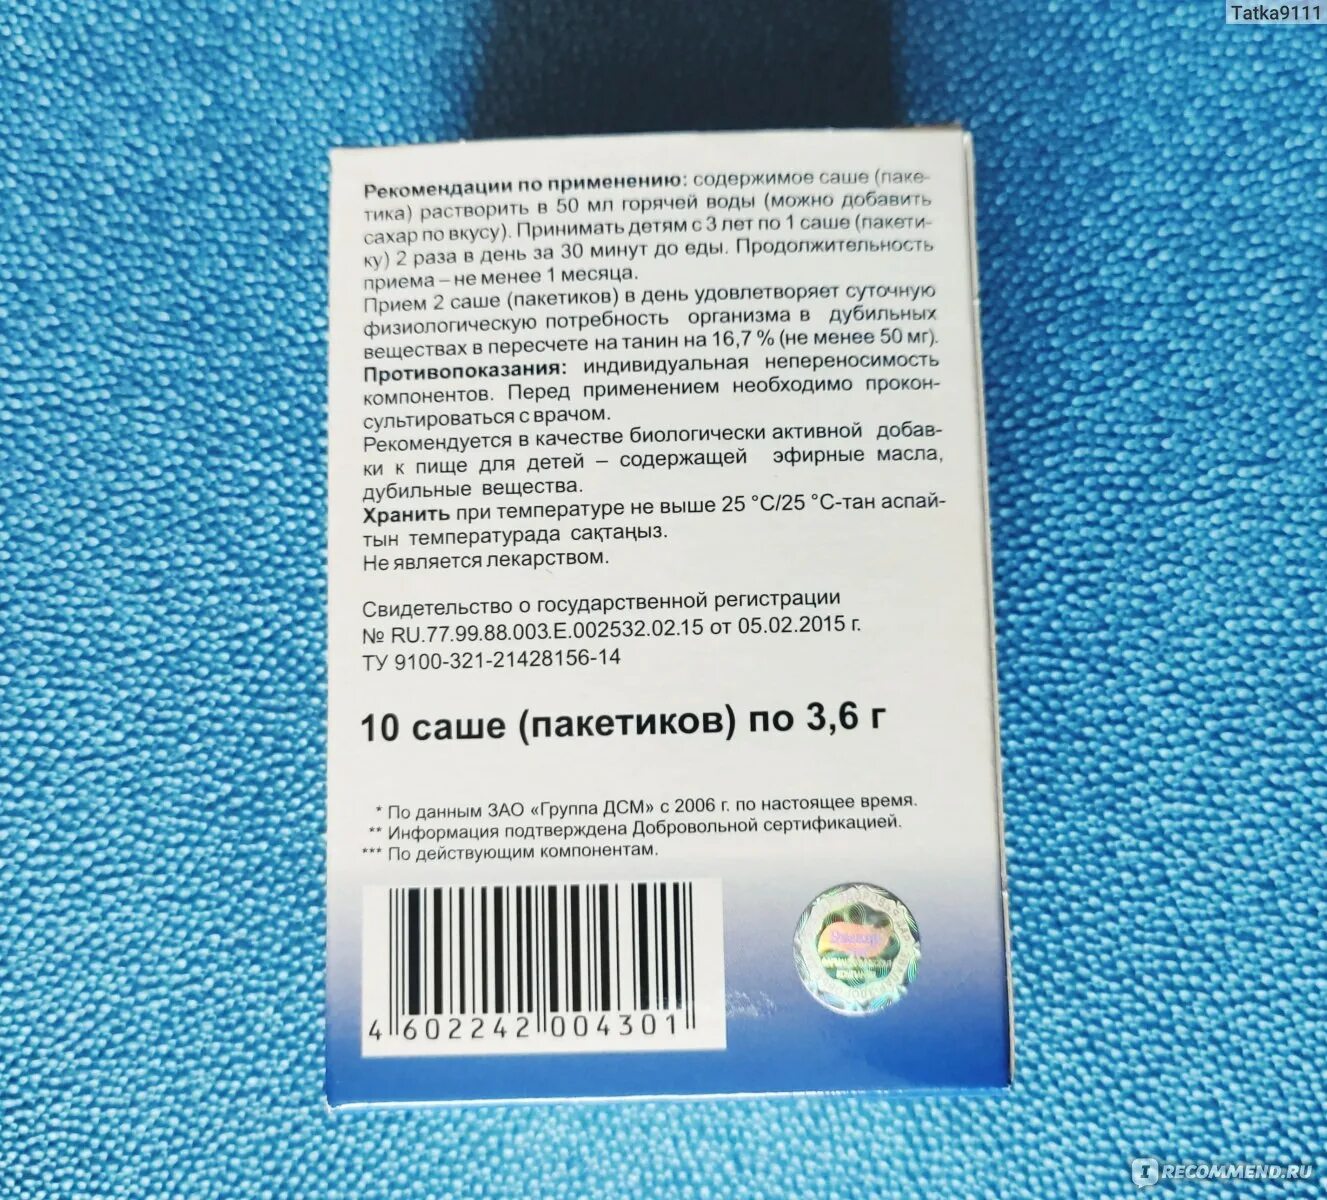 Tatka9111
Рекомендации по применению: содержимое саше (паке-
тика) растворить в 50 мл горячей воды (можно добавить
сахар по вкусу). Принимать детям с 3 лет по 1 саше (пакети-
ку) 2 раза в день за 30 минут до еды. Продолжительность
приема – не менее 1 месяца.
Прием 2 саше (пакетиков) в день удовлетворяет суточную
физиологическую потребность организма в дубильных
веществах в пересчете на танин на 16,7 % (не менее 50 мг).
Противопоказания: индивидуальная непереносимость
компонентов. Перед применением необходимо прокон-
сультироваться с врачом.
Рекомендуется в качестве биологически активной добав-
ки к пище для детей – содержащей эфирные масла,
дубильные вещества.
Хранить при температуре не выше 25 °С/25 °С-тан аспай-
тын температурада сақтаңыз.
Не является лекарством.
Свидетельство о государственной регистрации
№ RU.77.99.88.003.Е.002532.02.15 от 05.02.2015 г.
ТУ 9100-321-21428156-14
10 саше (пакетиков) по 3,6 г
* По данным ЗАО «Группа ДСМ» с 2006 г. по настоящее время.
** Информация подтверждена Добровольной сертификацией.
*** По действующим компонентам.
4 602242 004301
Эвалар
IRECOMMEND.RU